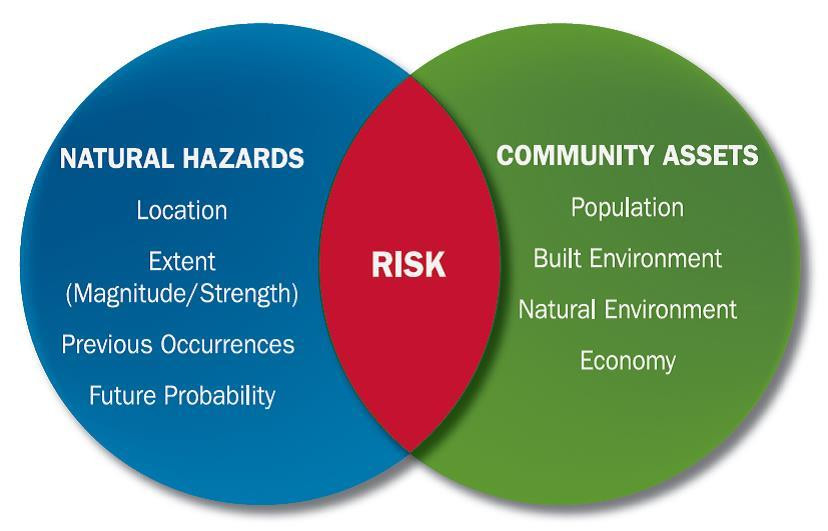 NATURAL HAZARDS
Location
Extent
(Magnitude/Strength)
Previous Occurrences
Future Probability
RISK
COMMUNITY ASSETS
Population
Built Environment
Natural Environment
Economy